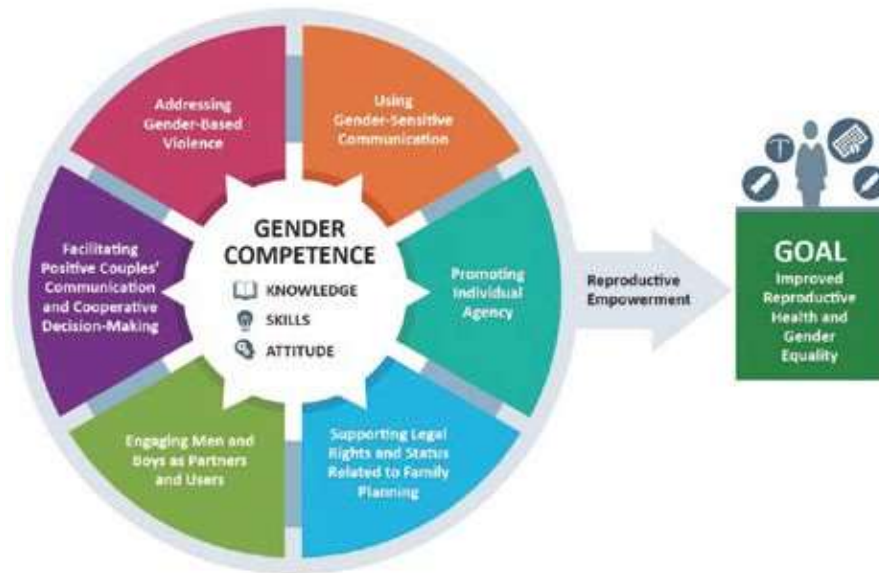 Addressing
Gender-Based
Violence
Using
Gender-Sensitive
Communication
Facilitating
Positive Couples'
Communication
and Cooperative
Decision-Making
GENDER
COMPETENCE
KNOWLEDGE
SKILLS
ATTITUDE
Promoting
Individual
Agency
Engaging Men and
Boys as Partners
and Users
Supporting Legal
Rights and Status
Related to Family
Planning
Reproductive
Empowerment
GOAL
Improved
Reproductive
Health and
Gender
Equality